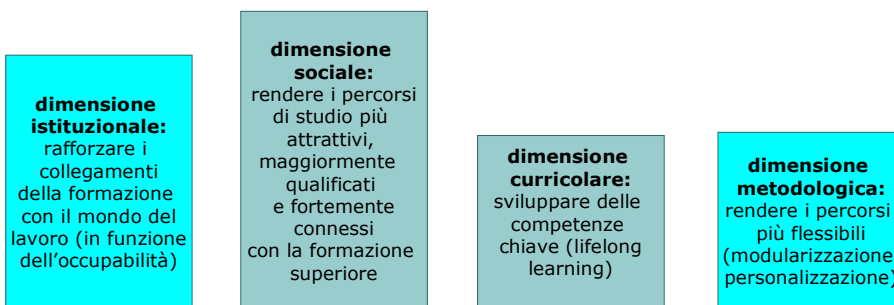 dimensione
istituzionale:
rafforzare i
collegamenti
della formazione
con il mondo del
lavoro (in funzione
dell'occupabilità)
dimensione
sociale:
rendere i percorsi
di studio più
attrattivi,
maggiormente
qualificati
e fortemente
connessi
con la formazione
superiore
dimensione
curricolare:
sviluppare delle
competenze
chiave (lifelong
learning)
dimensione
metodologica:
rendere i percorsi
più flessibili
(modularizzazione
personalizzazione)